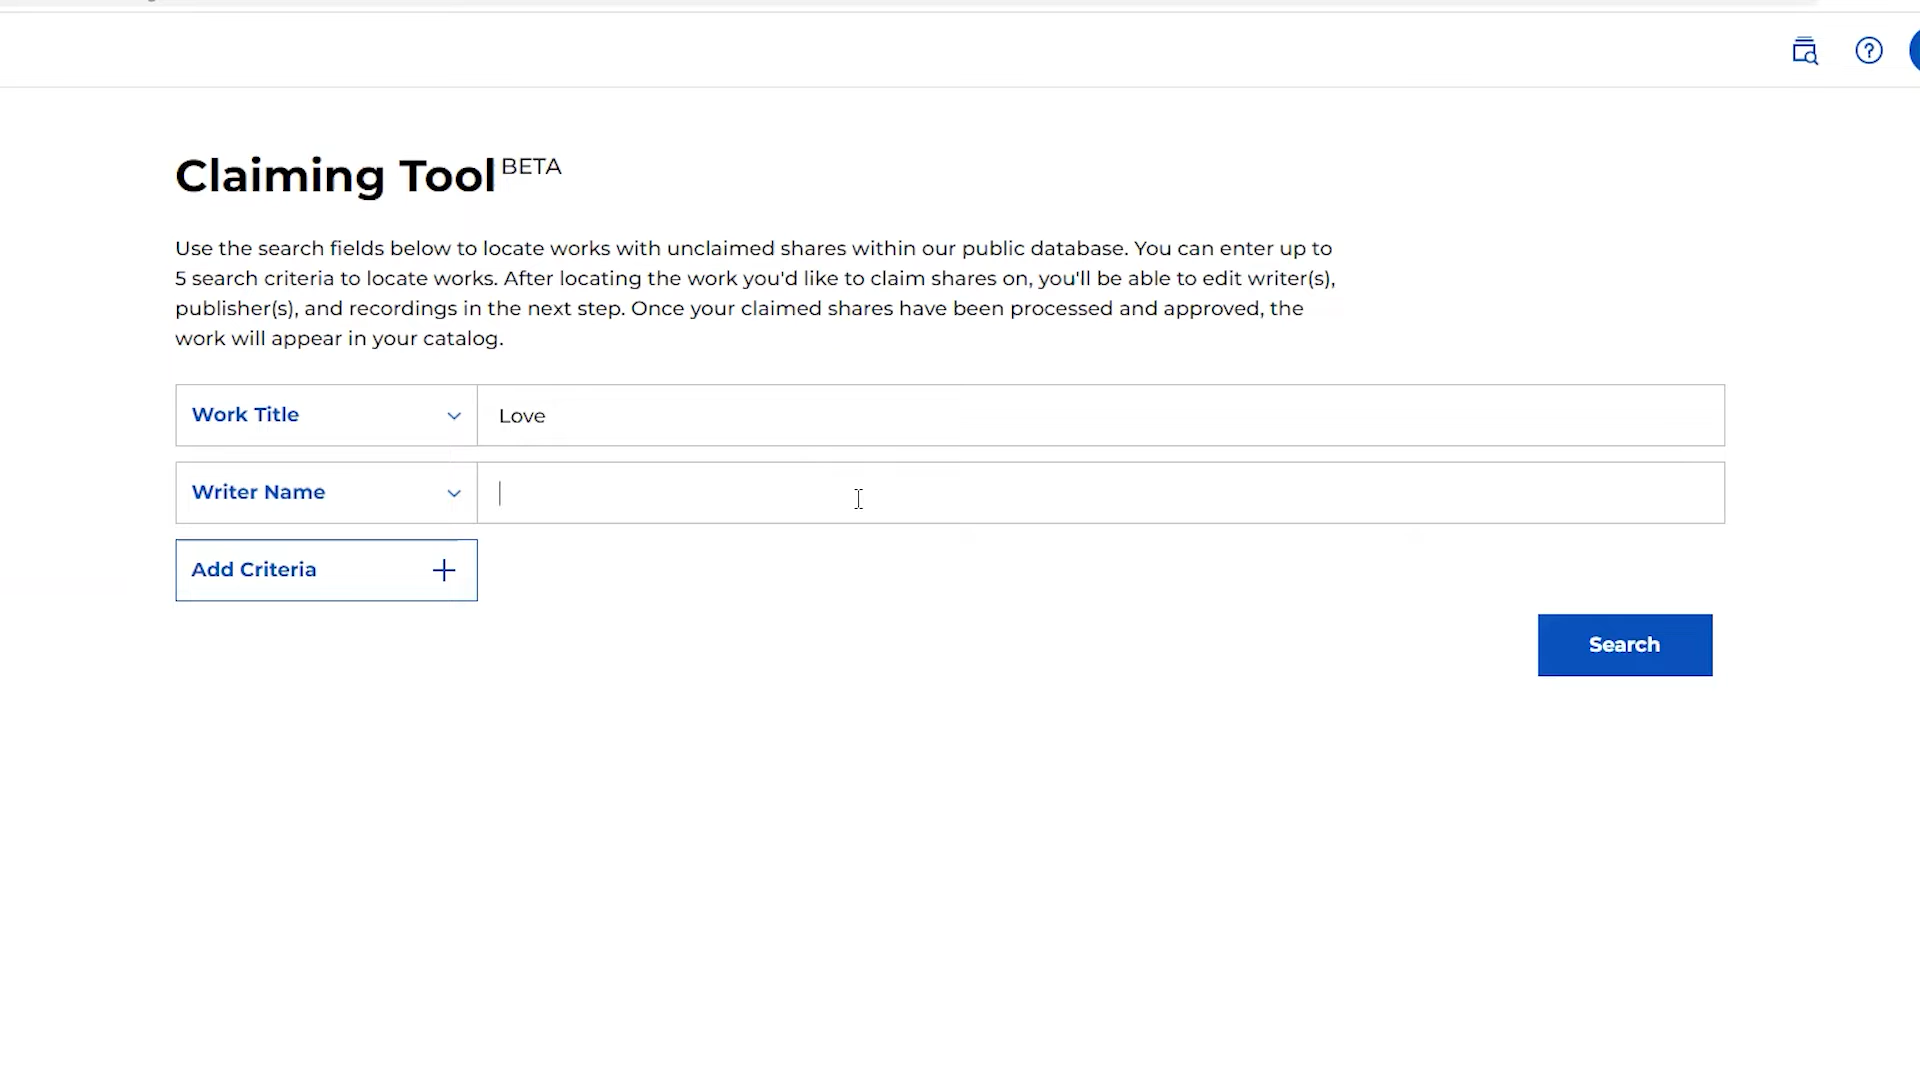 Claiming Tool BETA
Use the search fields below to locate works with unclaimed shares within our public database. You can enter up to
5 search criteria to locate works. After locating the work you'd like to claim shares on, you'll be able to edit writer(s),
publisher(s), and recordings in the next step. Once your claimed shares have been processed and approved, the
work will appear in your catalog.
Work Title Love
Writer Name
Add Criteria
Search